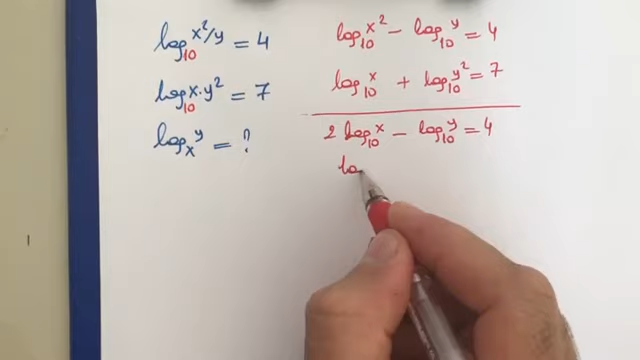 log₁₀ x²/y = 4
log₁₀ x·y² = 7
logₓ y = ?
log₁₀ x² − log₁₀ y = 4
log₁₀ x + log₁₀ y² = 7
2 log₁₀ x − log₁₀ y = 4
lo